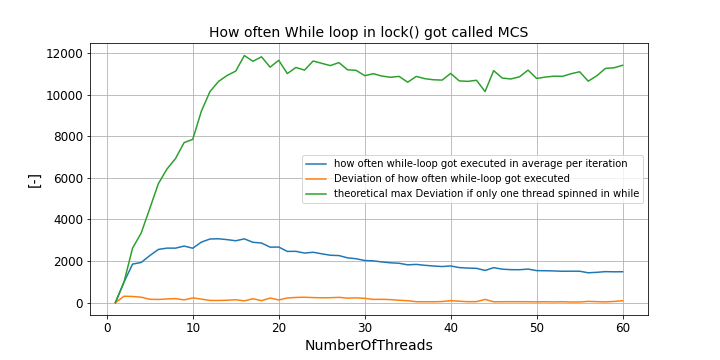 How often While loop in lock() got called MCS
12000
10000
8000
6000
4000
2000
0
[-]
how often while-loop got executed in average per iteration
Deviation of how often while-loop got executed
theoretical max Deviation if only one thread spinned in while
0 10 20 30 40 50 60
NumberOfThreads